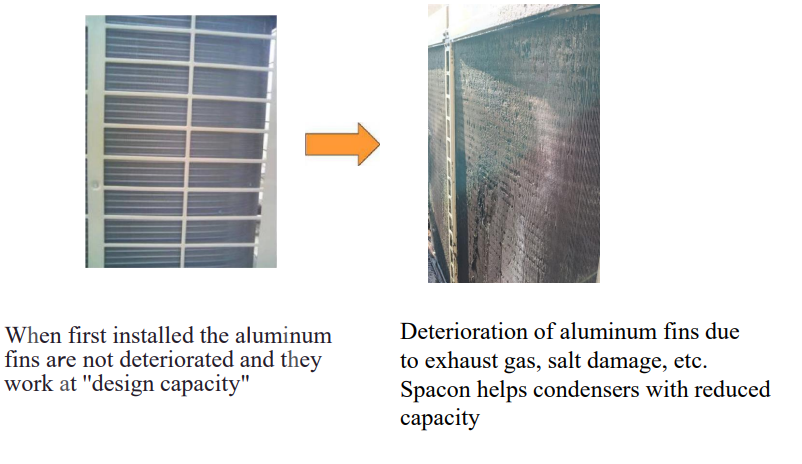 When first installed the aluminum
fins are not deteriorated and they
work at "design capacity"
Deterioration of aluminum fins due
to exhaust gas, salt damage, etc.
Spacon helps condensers with reduced
capacity